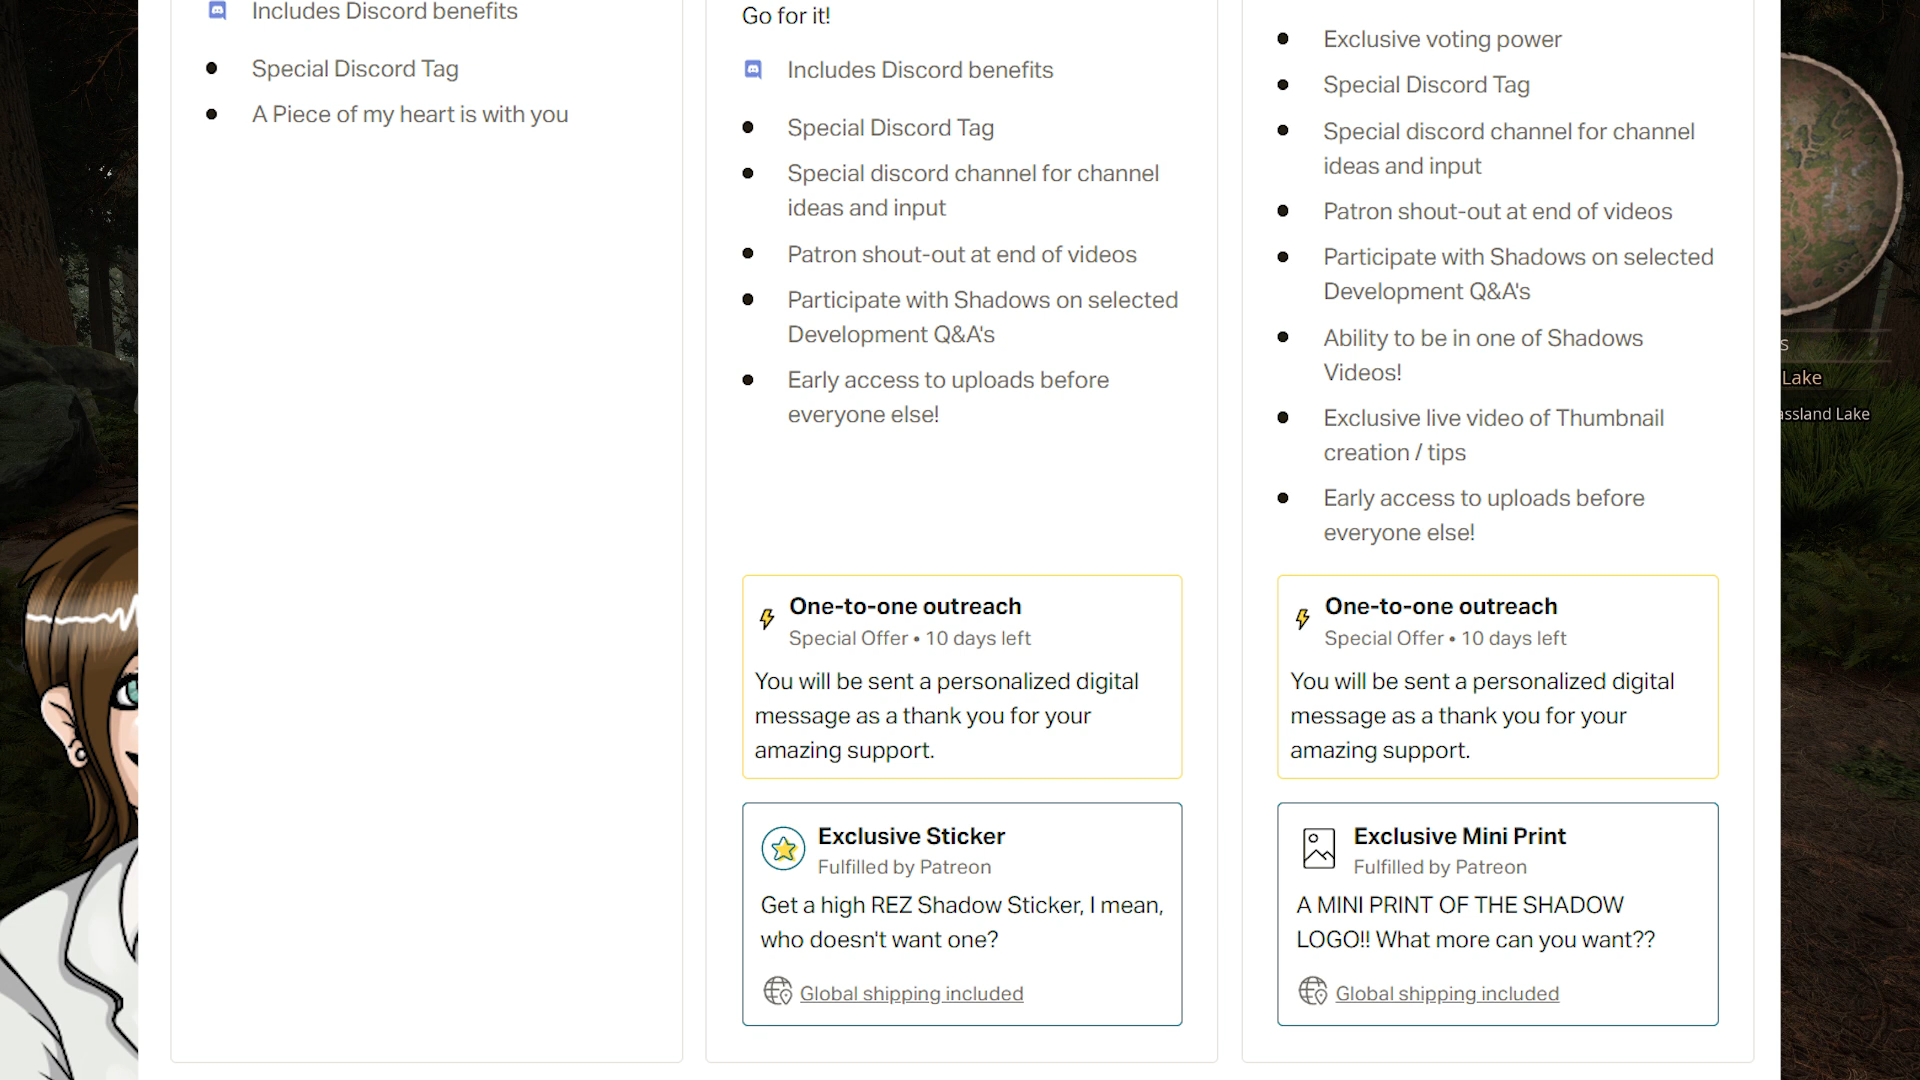 Includes Discord benefits
Special Discord Tag
A Piece of my heart is with you
Go for it!
Includes Discord benefits
Special Discord Tag
Special discord channel for channel
ideas and input
Patron shout-out at end of videos
Participate with Shadows on selected
Development Q&A's
Early access to uploads before
everyone else!
One-to-one outreach
Special Offer • 10 days left
You will be sent a personalized digital
message as a thank you for your
amazing support.
Exclusive Sticker
Fulfilled by Patreon
Get a high REZ Shadow Sticker, I mean,
who doesn't want one?
Global shipping included
Exclusive voting power
Special Discord Tag
Special discord channel for channel
ideas and input
Patron shout-out at end of videos
Participate with Shadows on selected
Development Q&A's
Ability to be in one of Shadows
Videos!
Exclusive live video of Thumbnail
creation / tips
Early access to uploads before
everyone else!
One-to-one outreach
Special Offer • 10 days left
You will be sent a personalized digital
message as a thank you for your
amazing support.
Exclusive Mini Print
Fulfilled by Patreon
A MINI PRINT OF THE SHADOW
LOGO!! What more can you want??
Global shipping included
Lake
Lake